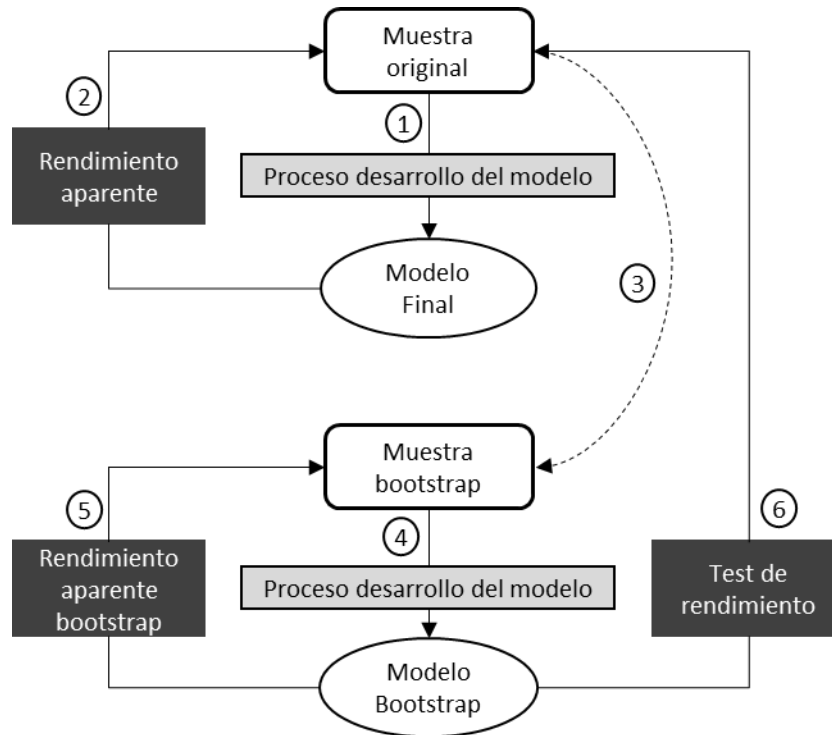 Muestra
original
2
1
Rendimiento
aparente
Proceso desarrollo del modelo
Modelo
Final
3
Muestra
bootstrap
5
4
6
Rendimiento
aparente
bootstrap
Proceso desarrollo del modelo
Test de
rendimiento
Modelo
Bootstrap